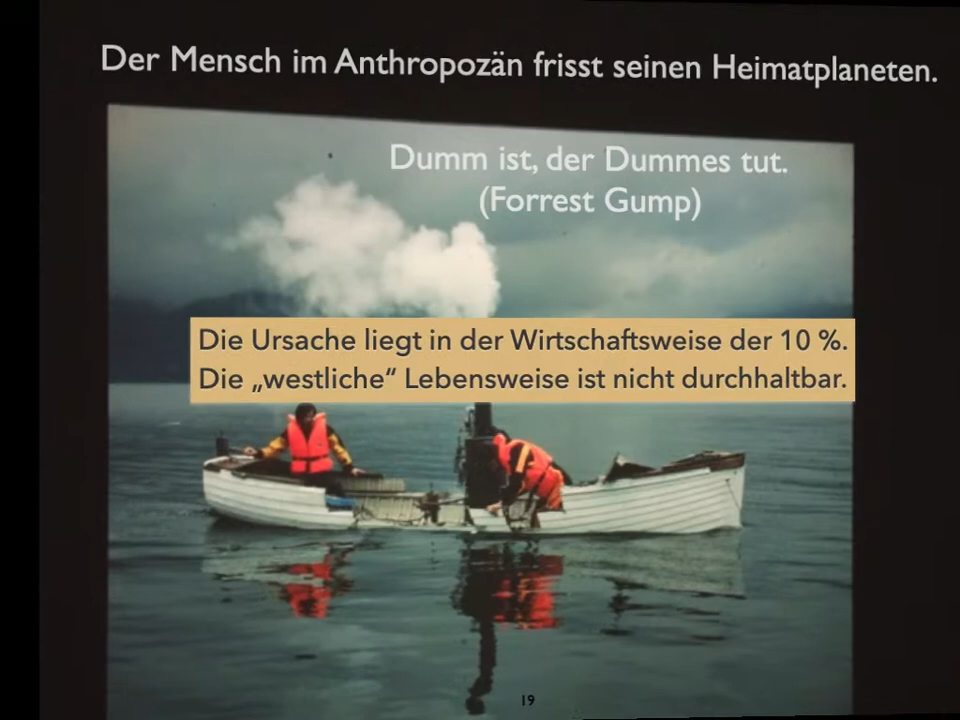 Der Mensch im Anthropozän frisst seinen Heimatplaneten.
Dumm ist, der Dummes tut.
(Forrest Gump)
Die Ursache liegt in der Wirtschaftsweise der 10 %.
Die „westliche“ Lebensweise ist nicht durchhaltbar.
19